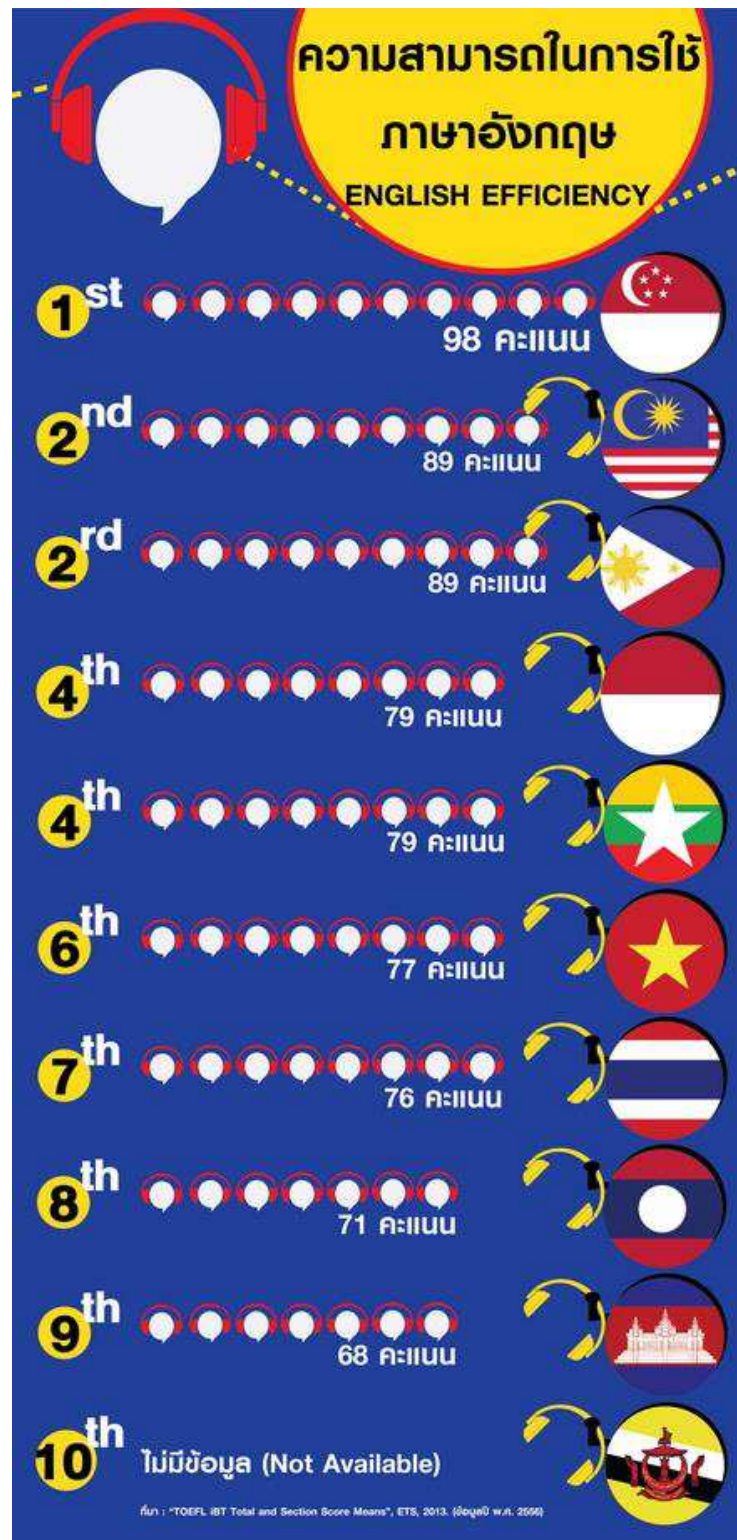 ความสามารถในการใช้
ภาษาอังกฤษ
ENGLISH EFFICIENCY
1st
98 คะแนน
2nd
89 คะแนน
2rd
89 คะแนน
4th
79 คะแนน
4th
79 คะแนน
6th
77 คะแนน
7th
76 คะแนน
8th
71 คะแนน
9th
68 คะแนน
10th
ไม่มีข้อมูล (Not Available)
ที่มา : "TOEFL iBT Total and Section Score Means", ETS, 2013. (ข้อมูลปี พ.ศ. 2556)